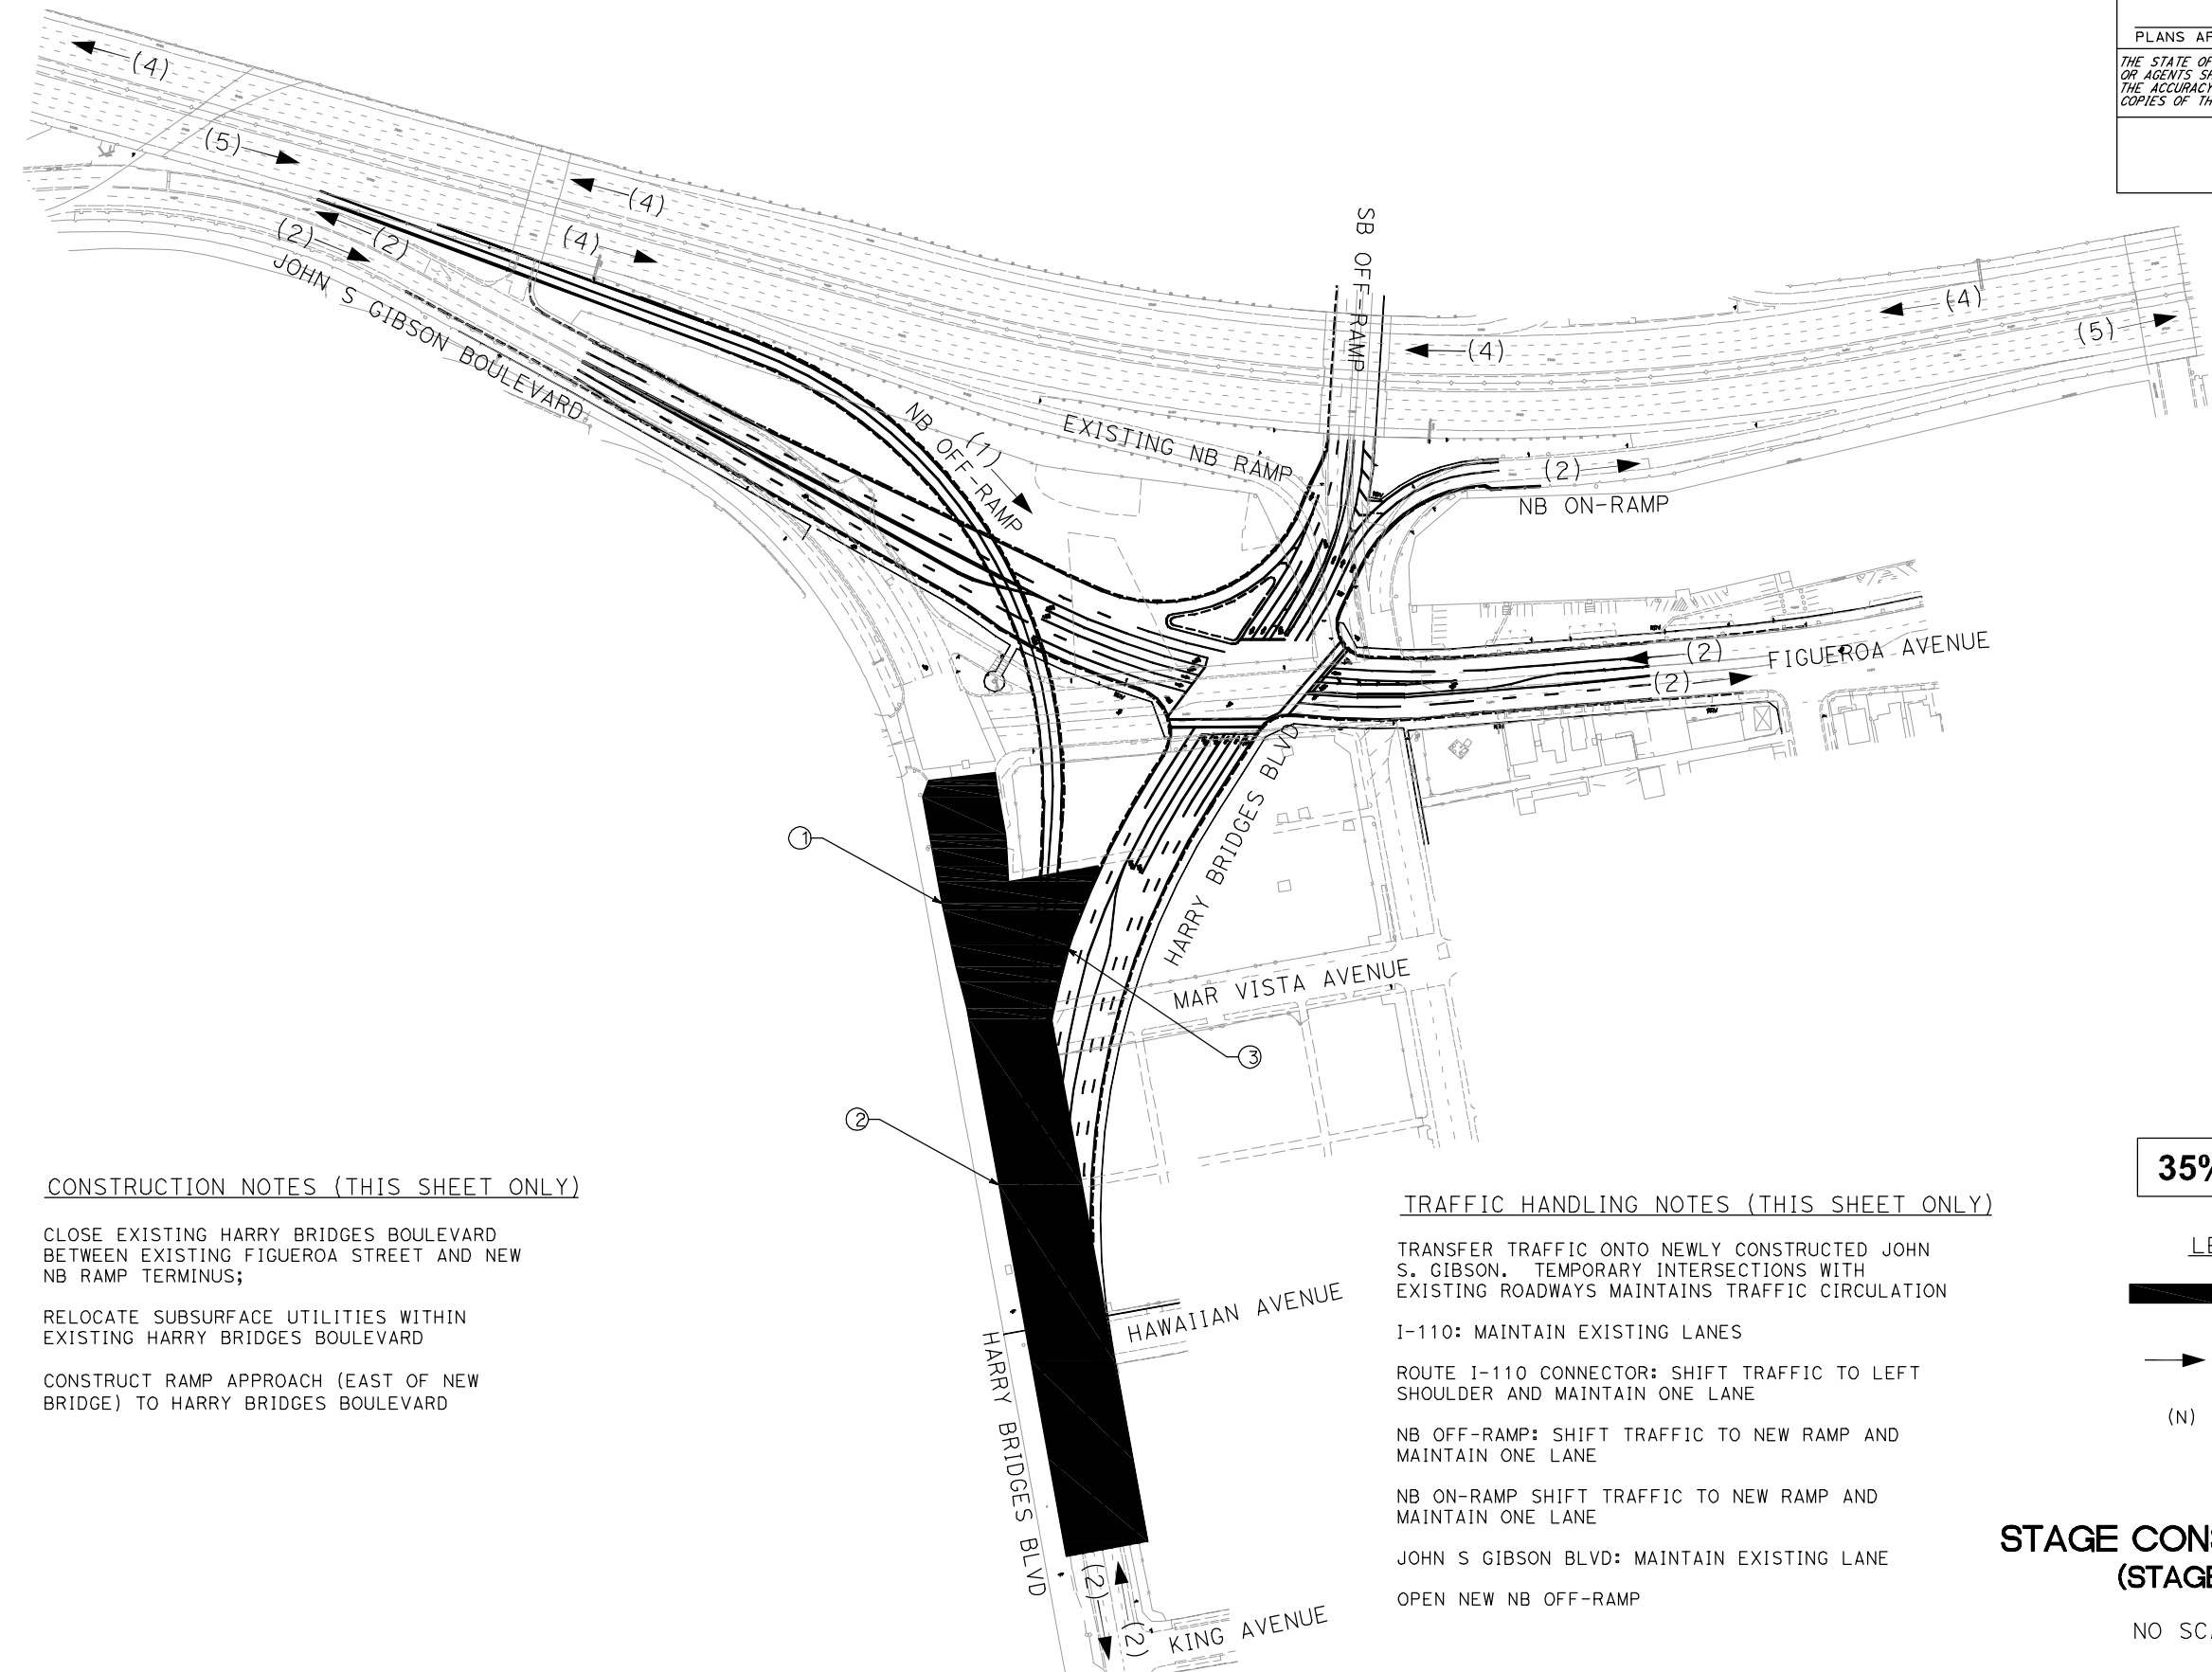 PLANS AP
THE STATE OF
OR AGENTS SH
THE ACCURACY
COPIES OF TH
(4)
(5)
(4)
(4)
(2)
(2)
JOHN S GIBSON BOULEVARD
SB OFF-RAMP
(4)
(4)
(5)
NB OFF-RAMP
(1)
EXISTING NB RAMP
(2)
NB ON-RAMP
(2)
FIGUEROA AVENUE
(2)
HARRY BRIDGES BLVD
1
MAR VISTA AVENUE
3
2
HAWAIIAN AVENUE
HARRY BRIDGES BLVD
(2)
(2)
KING AVENUE
CONSTRUCTION NOTES (THIS SHEET ONLY)
CLOSE EXISTING HARRY BRIDGES BOULEVARD
BETWEEN EXISTING FIGUEROA STREET AND NEW
NB RAMP TERMINUS;
RELOCATE SUBSURFACE UTILITIES WITHIN
EXISTING HARRY BRIDGES BOULEVARD
CONSTRUCT RAMP APPROACH (EAST OF NEW
BRIDGE) TO HARRY BRIDGES BOULEVARD
TRAFFIC HANDLING NOTES (THIS SHEET ONLY)
TRANSFER TRAFFIC ONTO NEWLY CONSTRUCTED JOHN
S. GIBSON. TEMPORARY INTERSECTIONS WITH
EXISTING ROADWAYS MAINTAINS TRAFFIC CIRCULATION
I-110: MAINTAIN EXISTING LANES
ROUTE I-110 CONNECTOR: SHIFT TRAFFIC TO LEFT
SHOULDER AND MAINTAIN ONE LANE
NB OFF-RAMP: SHIFT TRAFFIC TO NEW RAMP AND
MAINTAIN ONE LANE
NB ON-RAMP SHIFT TRAFFIC TO NEW RAMP AND
MAINTAIN ONE LANE
JOHN S GIBSON BLVD: MAINTAIN EXISTING LANE
OPEN NEW NB OFF-RAMP
35%
LE
(N)
STAGE CONS
(STAGE
NO SCA